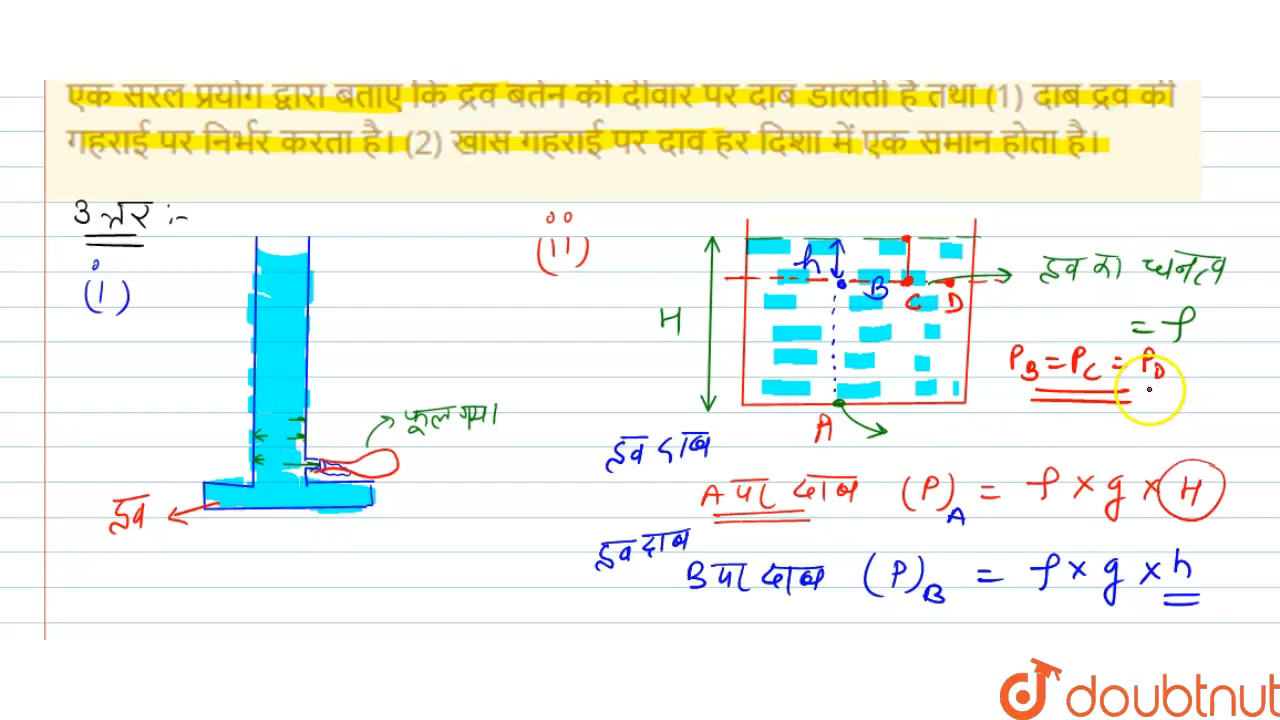 एक सरल प्रयोग द्वारा बताए कि द्रव बर्तन की दीवार पर दाब डालती है तथा (1) दाब द्रव की
गहराई पर निर्भर करता है। (2) खास गहराई पर दाव हर दिशा में एक समान होता है।
उत्तर :-
(i)
(ii)
h
B
C
D
द्रव का घनत्व
= ρ
H
P_B = P_C = P_D
फूल गया।
A
द्रव दाब
द्रव
A पर दाब (P)_A = ρ × g × H
द्रव दाब
B पर दाब (P)_B = ρ × g × h
doubtnut